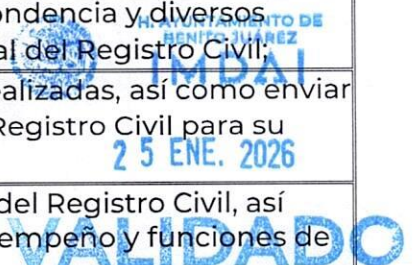 ondencia y diversos
H. AYUNTAMIENTO DE
BENITO JUÁREZ
al del Registro Civil;
IMDAI
ealizadas, así como enviar
Registro Civil para su
25 ENE. 2026
del Registro Civil, así
empeño y funciones de
VALIDADO